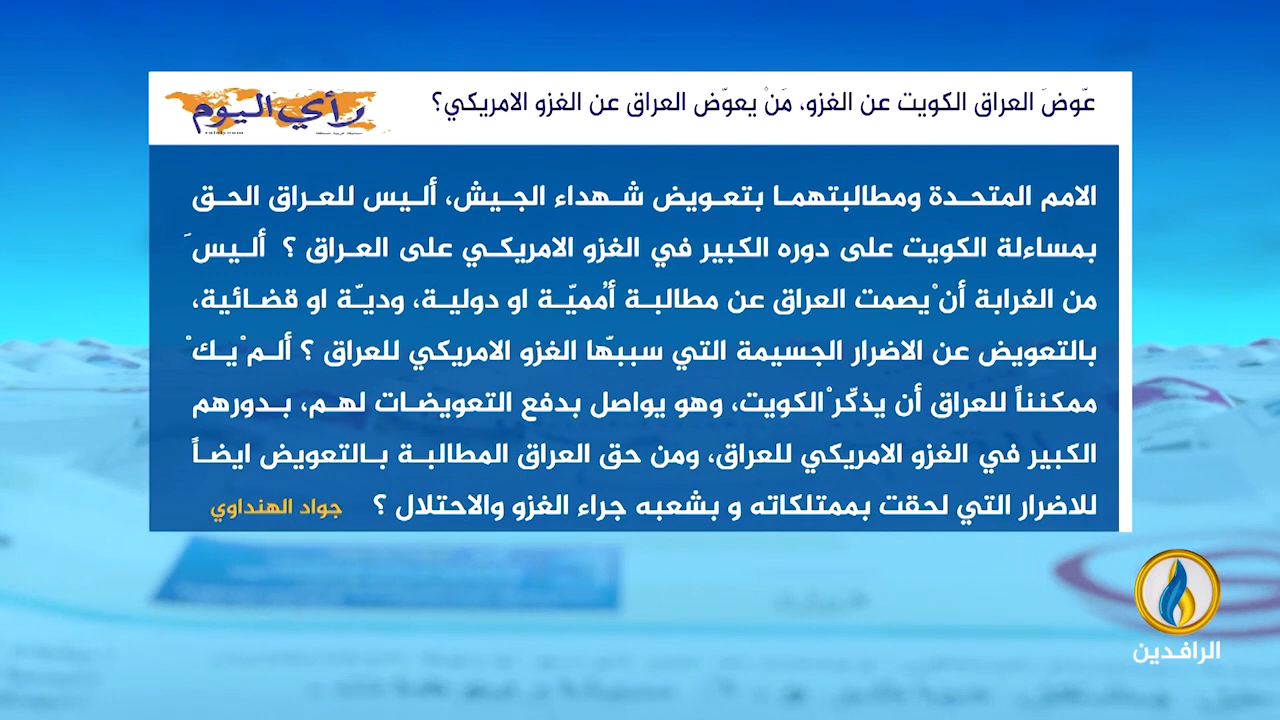 عّوضَ العراق الكويت عن الغزو، مَنْ يعوّض العراق عن الغزو الامريكي؟
رأي اليوم
raialyoum
الامم المتحدة ومطالبتهما بتعويض شهداء الجيش، أليس للعراق الحق
بمساءلة الكويت على دوره الكبير في الغزو الامريكي على العراق ؟ أليسَ
من الغرابة أنْ يصمت العراق عن مطالبة أُمميّة او دولية، وديّة او قضائية،
بالتعويض عن الاضرار الجسيمة التي سببّها الغزو الامريكي للعراق ؟ ألمْ يكْ
ممكنناً للعراق أن يذكّرْ الكويت، وهو يواصل بدفع التعويضات لهم، بدورهم
الكبير في الغزو الامريكي للعراق، ومن حق العراق المطالبة بالتعويض ايضاً
للاضرار التي لحقت بممتلكاته و بشعبه جراء الغزو والاحتلال ؟ جواد الهنداوي
الرافدين